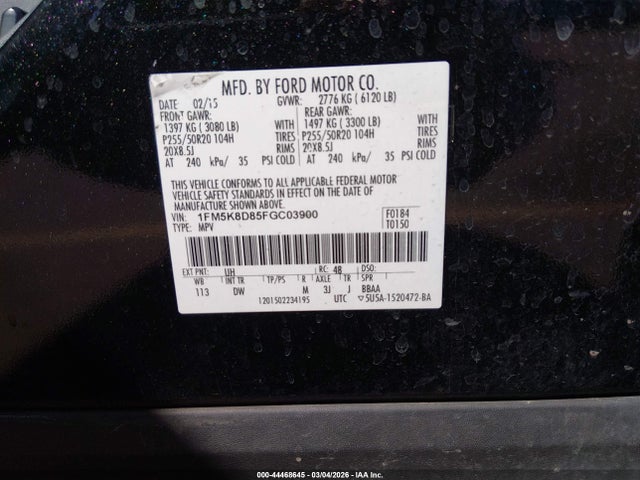 MFD. BY FORD MOTOR CO.
DATE: 02/15 GVWR: 2776 KG ( 6120 LB)
FRONT GAWR: REAR GAWR:
1397 KG ( 3080 LB) WITH 1497 KG ( 3300 LB) WITH
P255/50R20 104H TIRES P255/50R20 104H TIRES
20X8.5J RIMS 20X8.5J RIMS
AT 240 kPa/ 35 PSI COLD AT 240 kPa/ 35 PSI COLD
THIS VEHICLE CONFORMS TO ALL APPLICABLE FEDERAL MOTOR
VEHICLE SAFETY STANDARDS IN EFFECT ON THE DATE OF
MANUFACTURE SHOWN ABOVE.
VIN: 1FM5K8D85FGC03900 F0184
TYPE: MPV T0150
EXT PNT: UH RC: 48 DSO:
WB INT TR TP/PS R AXLE TR SPR
113 DW M 3J J BBAA
1201502234195 UTC ▽5U5A-1520472-BA
000-44468645 - 03/04/2026 - IAA Inc.